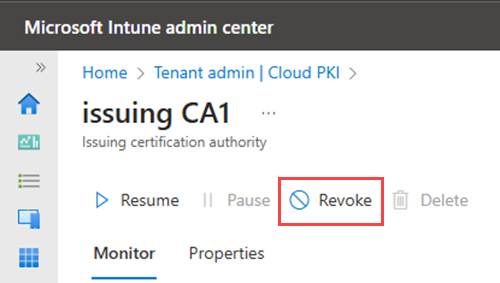 Microsoft Intune admin center
»
Home > Tenant admin | Cloud PKI >
issuing CA1 ...
Issuing certification authority
Resume Pause Revoke Delete
Monitor Properties